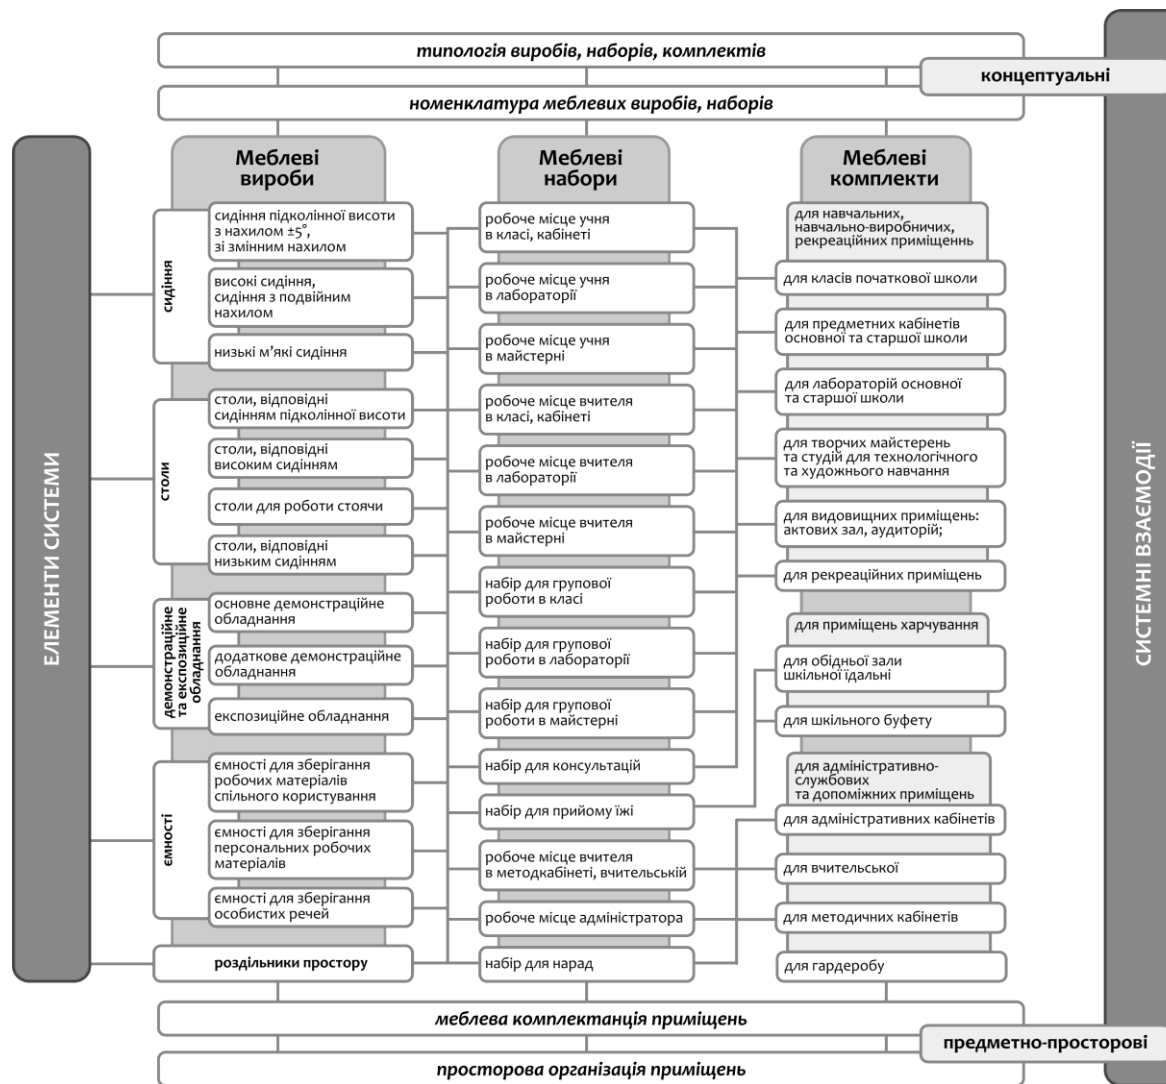 типологія виробів, наборів, комплектів
концептуальні
номенклатура меблевих виробів, наборів
ЕЛЕМЕНТИ СИСТЕМИ
Меблеві
вироби
сидіння
сидіння підколінної висоти
з нахилом ±5°,
зі змінним нахилом
високі сидіння,
сидіння з подвійним
нахилом
низькі м’які сидіння
столи
столи, відповідні
сидінням підколінної висоти
столи, відповідні
високим сидінням
столи для роботи стоячи
столи, відповідні
низьким сидінням
демонстраційне
та експозиційне
обладнання
основне демонстраційне
обладнання
додаткове демонстраційне
обладнання
експозиційне обладнання
ємності
ємності для зберігання
робочих матеріалів
спільного користування
ємності для зберігання
персональних робочих
матеріалів
ємності для зберігання
особистих речей
роздільники простору
Меблеві
набори
робоче місце учня
в класі, кабінеті
робоче місце учня
в лабораторії
робоче місце учня
в майстерні
робоче місце вчителя
в класі, кабінеті
робоче місце вчителя
в лабораторії
робоче місце вчителя
в майстерні
набір для групової
роботи в класі
набір для групової
роботи в лабораторії
набір для групової
роботи в майстерні
набір для консультацій
набір для прийому їжі
робоче місце вчителя
в методкабінеті, вчительській
робоче місце адміністратора
набір для нарад
Меблеві
комплекти
для навчальних,
навчально-виробничих,
рекреаційних приміщеннь
для класів початкової школи
для предметних кабінетів
основної та старшої школи
для лабораторій основної
та старшої школи
для творчих майстерень
та студій для технологічного
та художнього навчання
для видовищних приміщень:
актових зал, аудиторій;
для рекреаційних приміщень
для приміщень харчування
для обідньої зали
шкільної їдальні
для шкільного буфету
для адміністративно-
службових
та допоміжних приміщень
для адміністративних кабінетів
для вчительської
для методичних кабінетів
для гардеробу
СИСТЕМНІ ВЗАЄМОДІЇ
меблева комплектанція приміщень
предметно-просторові
просторова організація приміщень